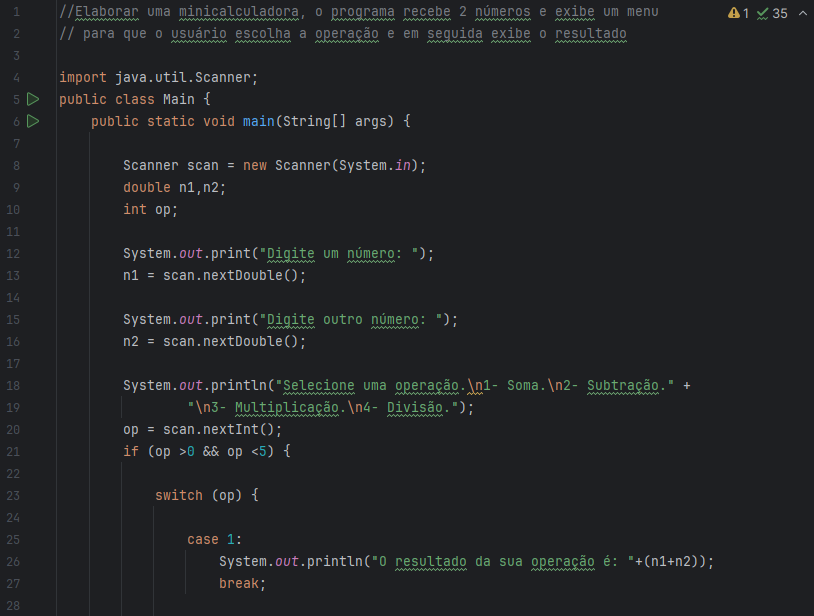 1 //Elaborar uma minicalculadora, o programa recebe 2 números e exibe um menu 1 35
2 // para que o usuário escolha a operação e em seguida exibe o resultado
3
4 import java.util.Scanner;
5 public class Main {
6 public static void main(String[] args) {
7
8 Scanner scan = new Scanner(System.in);
9 double n1,n2;
10 int op;
11
12 System.out.print("Digite um número: ");
13 n1 = scan.nextDouble();
14
15 System.out.print("Digite outro número: ");
16 n2 = scan.nextDouble();
17
18 System.out.println("Selecione uma operação.\n1- Soma.\n2- Subtração." +
19 "\n3- Multiplicação.\n4- Divisão.");
20 op = scan.nextInt();
21 if (op >0 && op <5) {
22
23 switch (op) {
24
25 case 1:
26 System.out.println("O resultado da sua operação é: "+(n1+n2));
27 break;
28